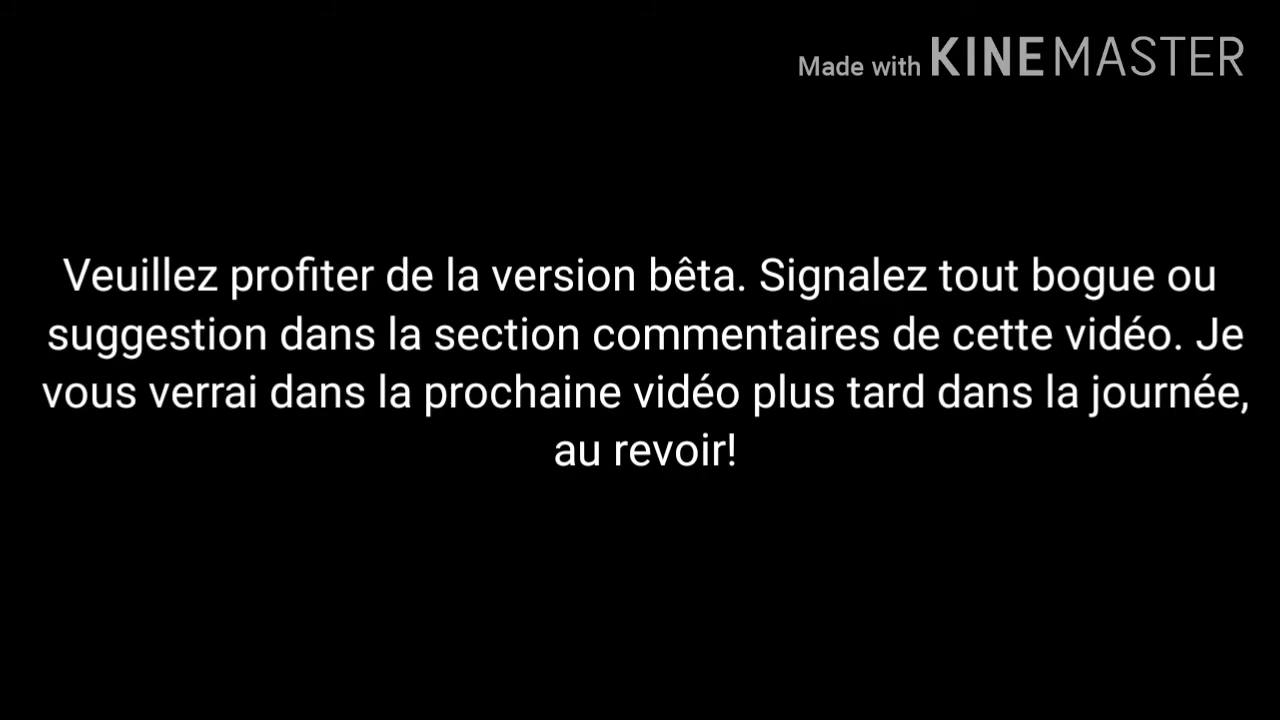 Made with KINEMASTER
Veuillez profiter de la version bêta. Signalez tout bogue ou
suggestion dans la section commentaires de cette vidéo. Je
vous verrai dans la prochaine vidéo plus tard dans la journée,
au revoir!